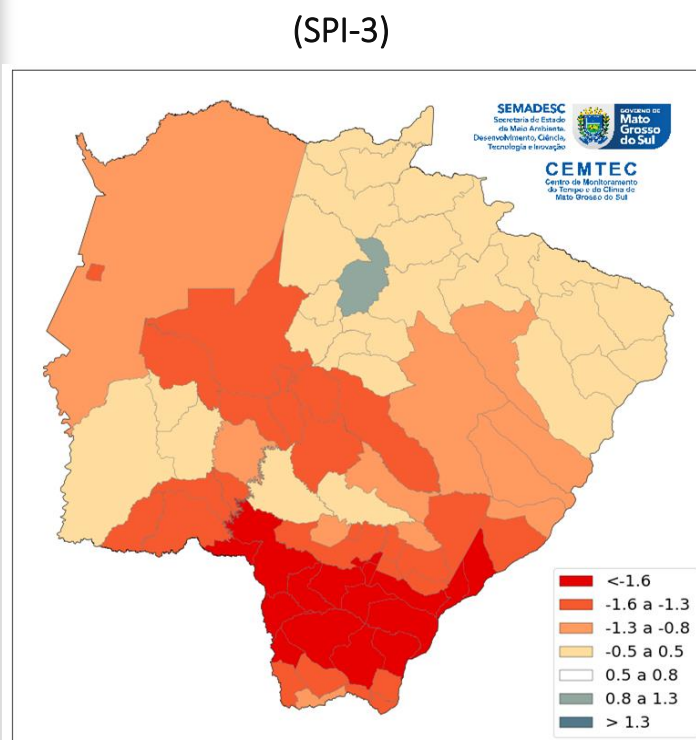 (SPI-3)
SEMADESC
Secretaria de Estado
de Meio Ambiente,
Desenvolvimento, Ciência,
Tecnologia e Inovação
GOVERNO DE
Mato
Grosso
do Sul
CEMTEC
Centro de Monitoramento
do Tempo e do Clima de
Mato Grosso do Sul
<-1.6
-1.6 a -1.3
-1.3 a -0.8
-0.5 a 0.5
0.5 a 0.8
0.8 a 1.3
> 1.3